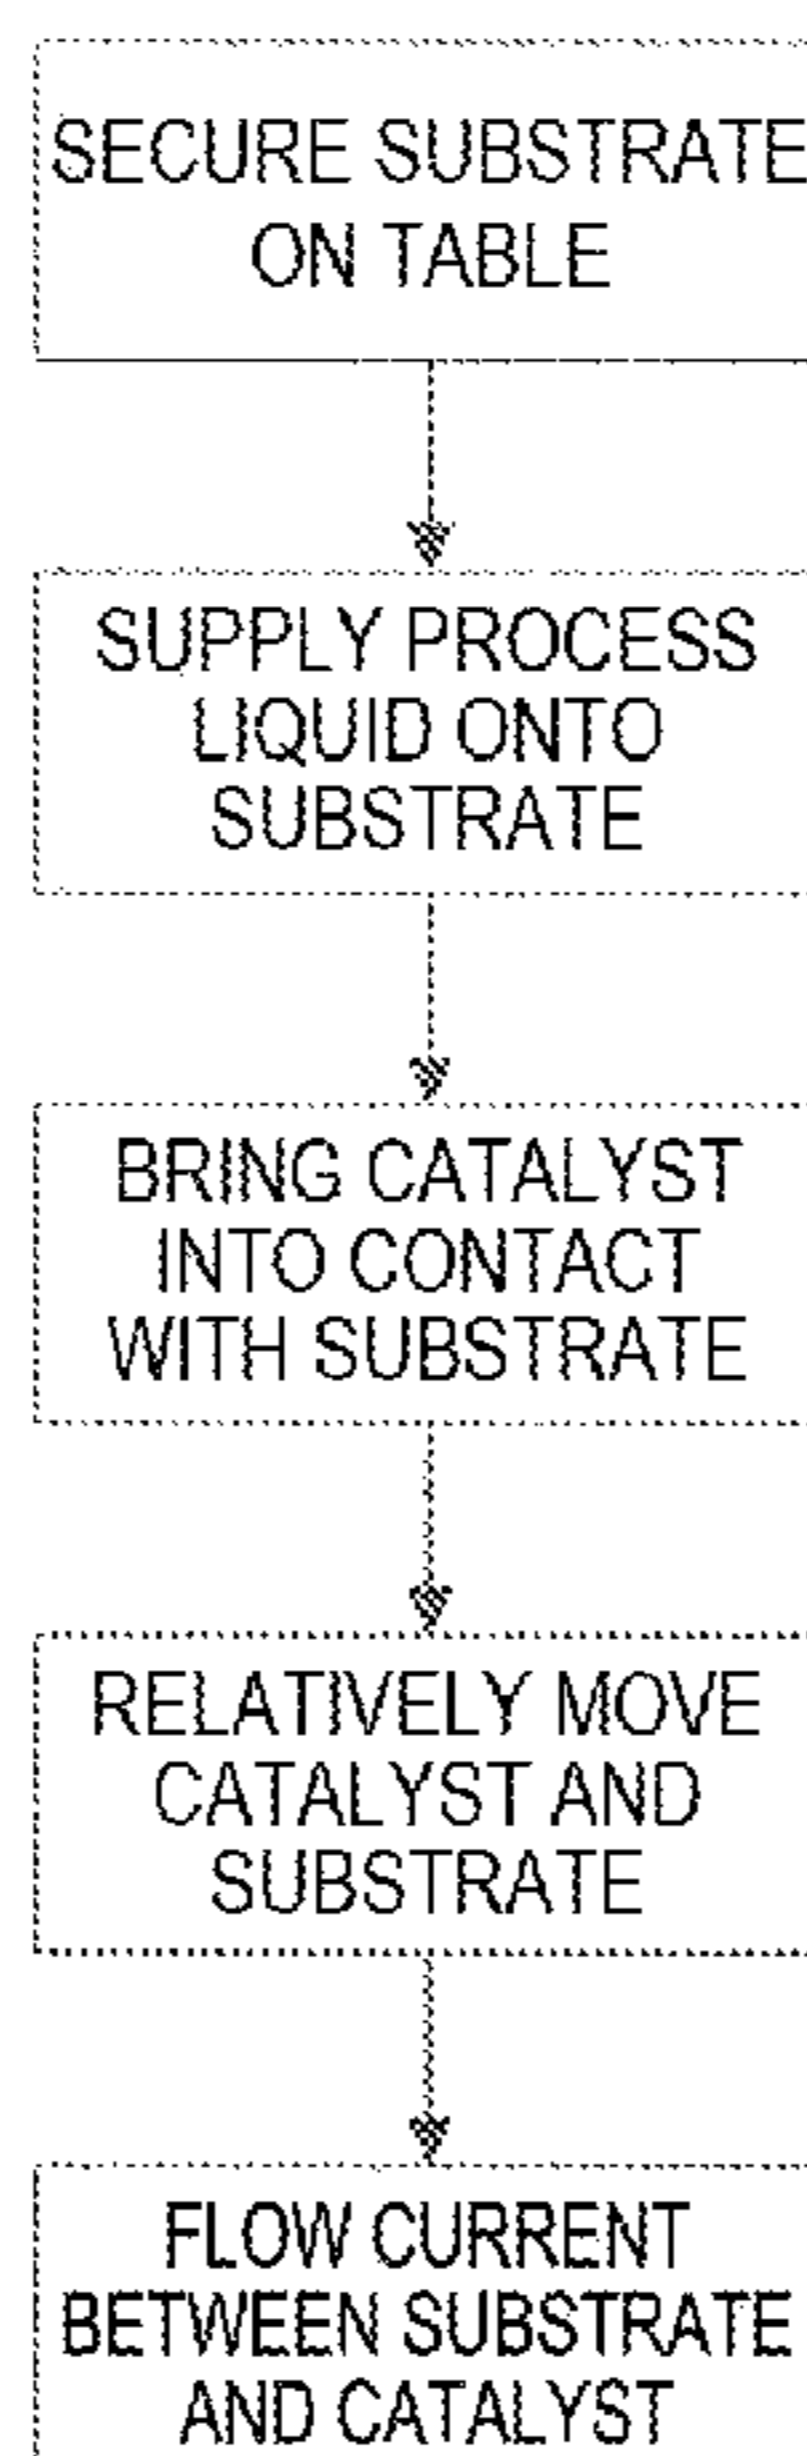 SECURE SUBSTRATE
ON TABLE
SUPPLY PROCESS
LIQUID ONTO
SUBSTRATE
BRING CATALYST
INTO CONTACT
WITH SUBSTRATE
RELATIVELY MOVE
CATALYST AND
SUBSTRATE
FLOW CURRENT
BETWEEN SUBSTRATE
AND CATALYST